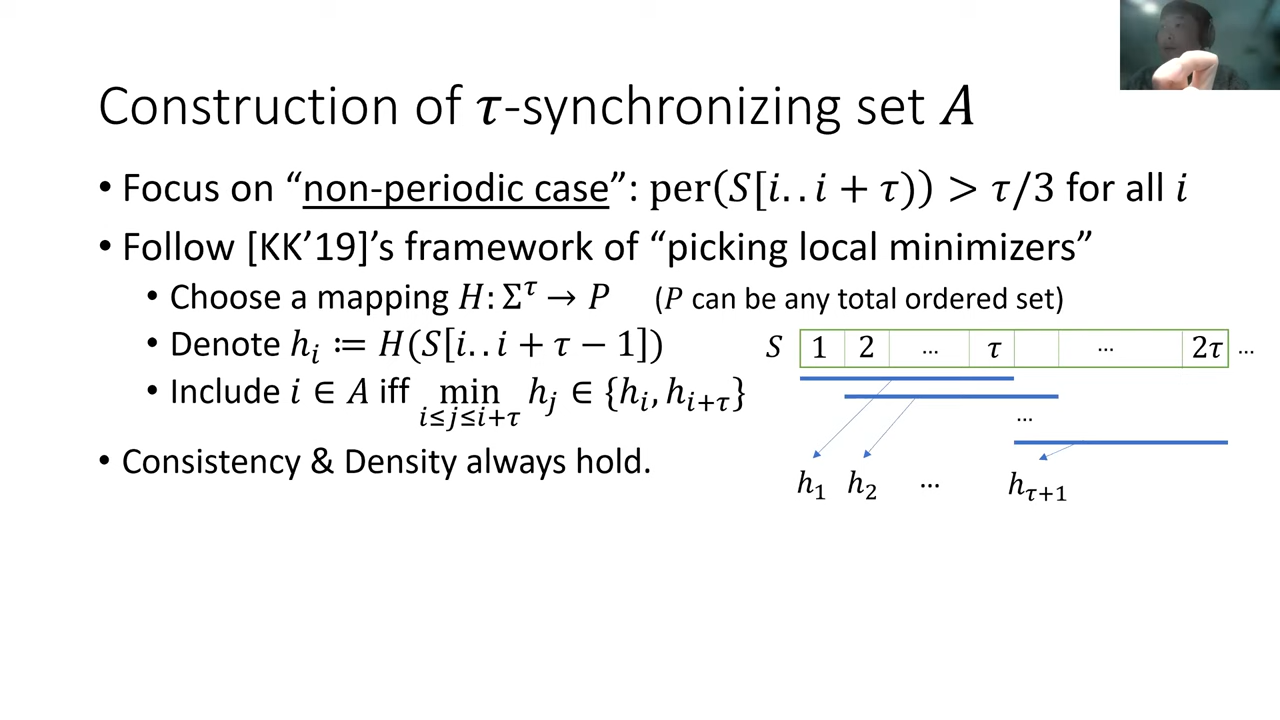 Construction of τ-synchronizing set A
• Focus on “non-periodic case”: per(S[i. . i + τ)) > τ/3 for all i
• Follow [KK’19]’s framework of “picking local minimizers”
• Choose a mapping H: Σ^τ → P (P can be any total ordered set)
• Denote h_i ≔ H(S[i. . i + τ − 1])
S 1 2 ... τ ... 2τ ...
• Include i ∈ A iff min_{i≤j≤i+τ} h_j ∈ {h_i, h_{i+τ}}
...
• Consistency & Density always hold.
h_1 h_2 ... h_{τ+1}